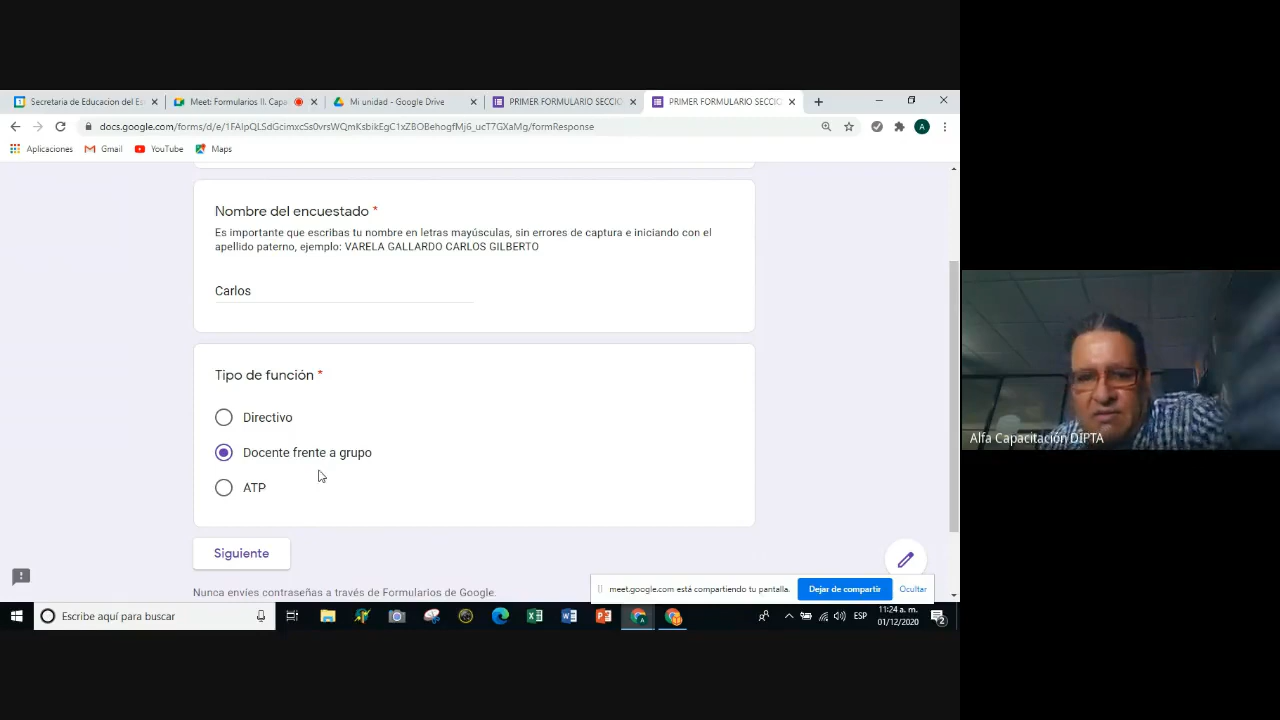 Secretaria de Educacion del Es
Meet: Formularios II. Capa
Mi unidad - Google Drive
PRIMER FORMULARIO SECCIO
PRIMER FORMULARIO SECCIO
docs.google.com/forms/d/e/1FAIpQLSdGcimxcSs0vrsWQmKsbikEgC1xZBOBehogfMj6_ucT7GXaMg/formResponse
A
Aplicaciones
Gmail
YouTube
Maps
Nombre del encuestado *
Es importante que escribas tu nombre en letras mayúsculas, sin errores de captura e iniciando con el
apellido paterno, ejemplo: VARELA GALLARDO CARLOS GILBERTO
Carlos
Tipo de función *
Directivo
Docente frente a grupo
ATP
Siguiente
Nunca envíes contraseñas a través de Formularios de Google.
meet.google.com está compartiendo tu pantalla.
Dejar de compartir
Ocultar
Alfa Capacitación DIPTA
Escribe aquí para buscar
ESP
11:24 a. m.
01/12/2020
2